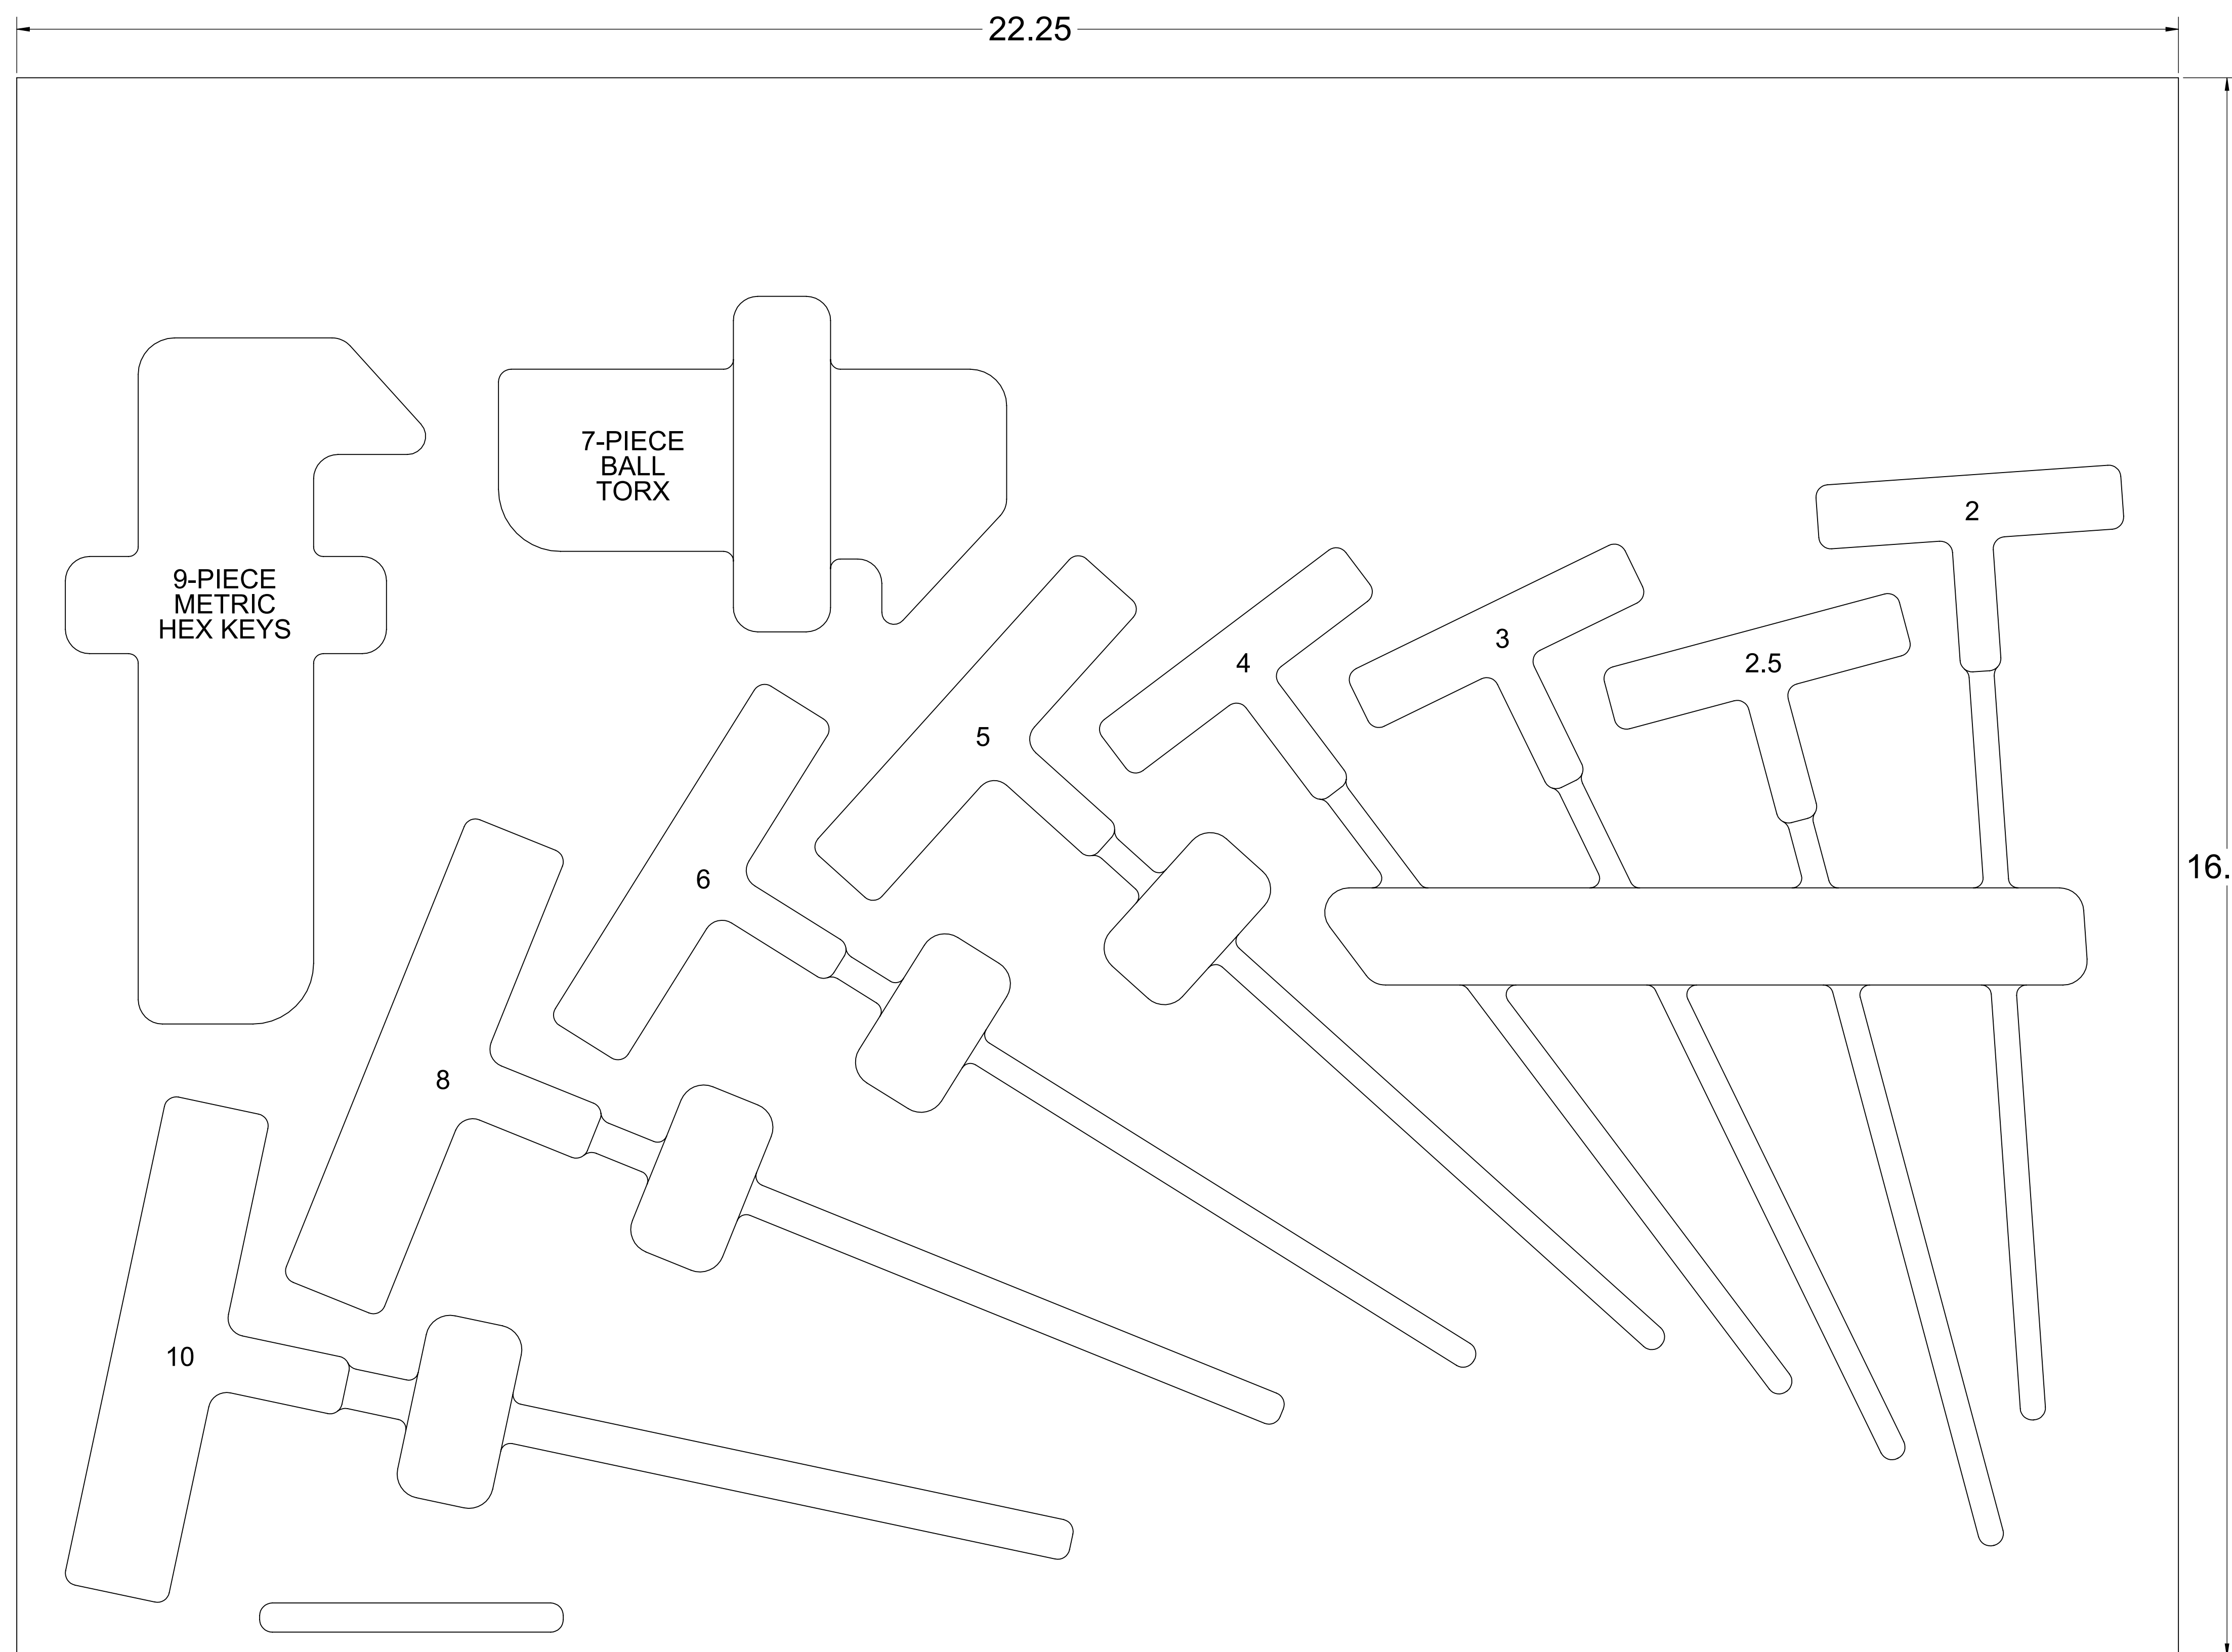 22.25
7-PIECE
BALL
TORX
2
9-PIECE
METRIC
HEX KEYS
3
4
2.5
5
16.
6
8
10